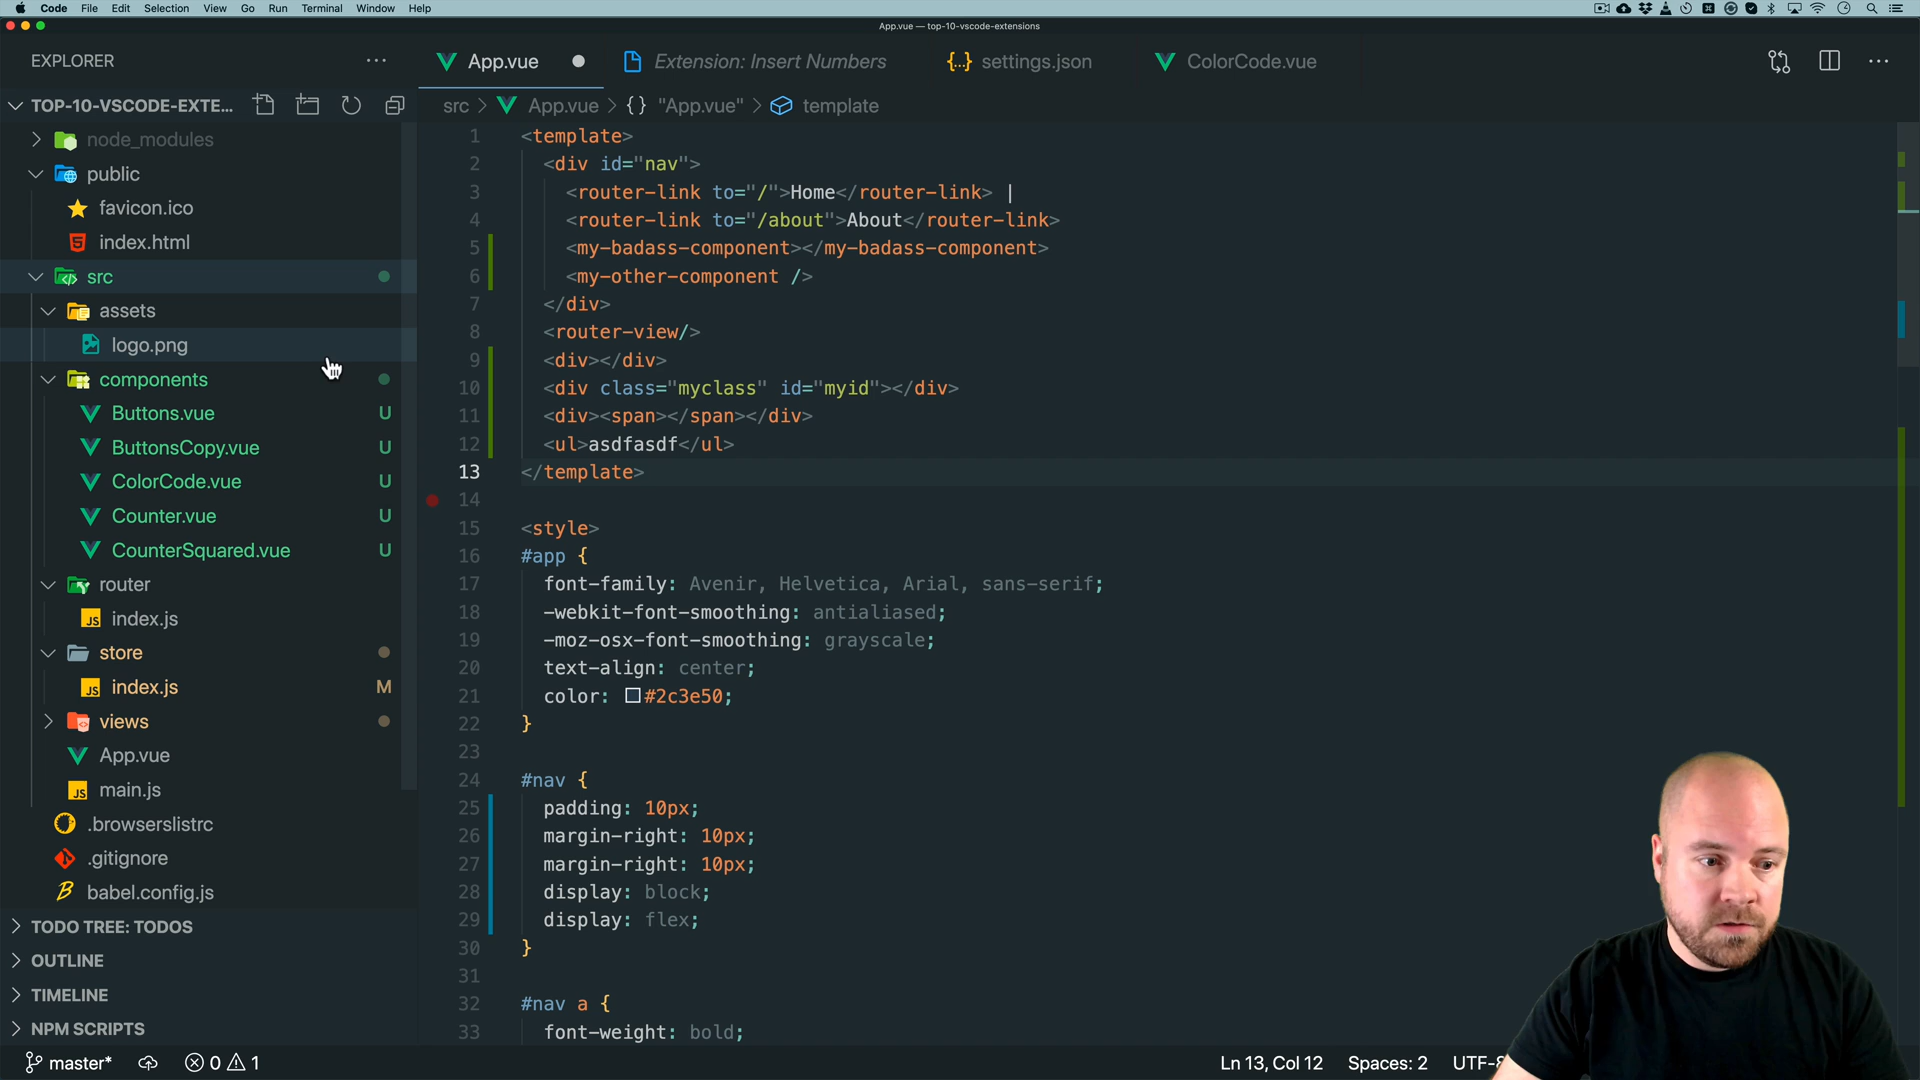 Code File Edit Selection View Go Run Terminal Window Help
App.vue — top-10-vscode-extensions
EXPLORER
App.vue
Extension: Insert Numbers
{..} settings.json
ColorCode.vue
TOP-10-VSCODE-EXTE...
src > App.vue > {} "App.vue" > template
node_modules
public
favicon.ico
index.html
src
assets
logo.png
components
Buttons.vue U
ButtonsCopy.vue U
ColorCode.vue U
Counter.vue U
CounterSquared.vue U
router
JS index.js
store
JS index.js M
views
App.vue
JS main.js
.browserslistrc
.gitignore
babel.config.js
TODO TREE: TODOS
OUTLINE
TIMELINE
NPM SCRIPTS
1 <template>
2 <div id="nav">
3 <router-link to="/">Home</router-link> |
4 <router-link to="/about">About</router-link>
5 <my-badass-component></my-badass-component>
6 <my-other-component />
7 </div>
8 <router-view/>
9 <div></div>
10 <div class="myclass" id="myid"></div>
11 <div><span></span></div>
12 <ul>asdfasdf</ul>
13 </template>
14
15 <style>
16 #app {
17 font-family: Avenir, Helvetica, Arial, sans-serif;
18 -webkit-font-smoothing: antialiased;
19 -moz-osx-font-smoothing: grayscale;
20 text-align: center;
21 color: #2c3e50;
22 }
23
24 #nav {
25 padding: 10px;
26 margin-right: 10px;
27 margin-right: 10px;
28 display: block;
29 display: flex;
30 }
31
32 #nav a {
33 font-weight: bold;
master* 0 1
Ln 13, Col 12 Spaces: 2 UTF-8